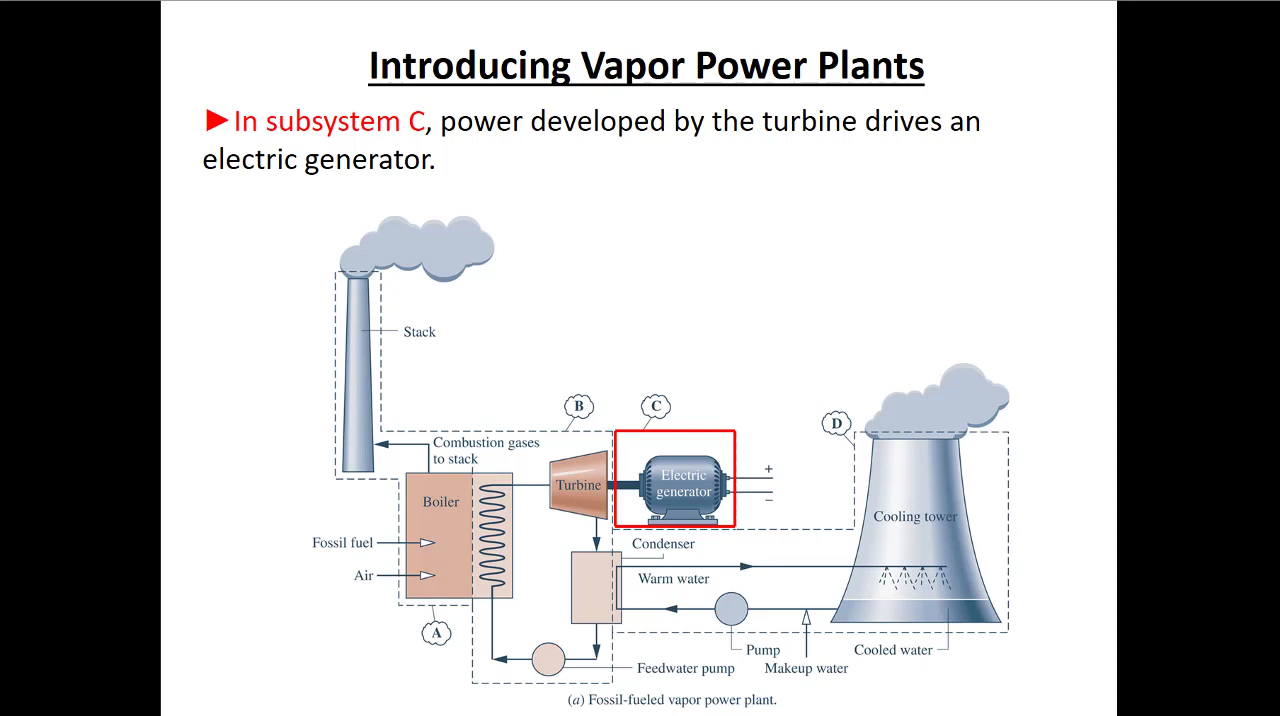 Introducing Vapor Power Plants
►In subsystem C, power developed by the turbine drives an
electric generator.
Stack
B
C
D
Combustion gases
to stack
+
Electric
generator
−
Turbine
Boiler
Cooling tower
Fossil fuel
Condenser
Air
Warm water
A
Pump
Cooled water
Feedwater pump
Makeup water
(a) Fossil-fueled vapor power plant.